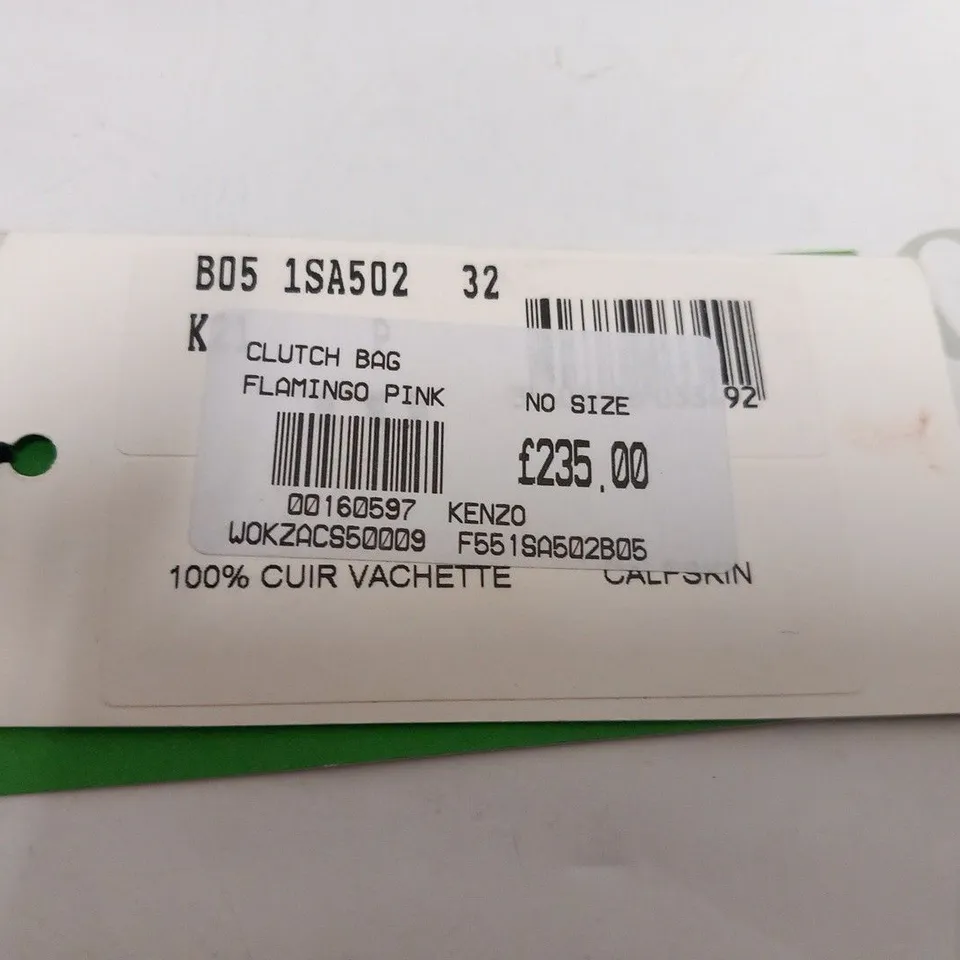 B05 1SA502 32
K
CLUTCH BAG
FLAMINGO PINK NO SIZE
92
£235.00
00160597 KENZO
WOKZACS50009 F551SA502B05
100% CUIR VACHETTE CALFSKIN